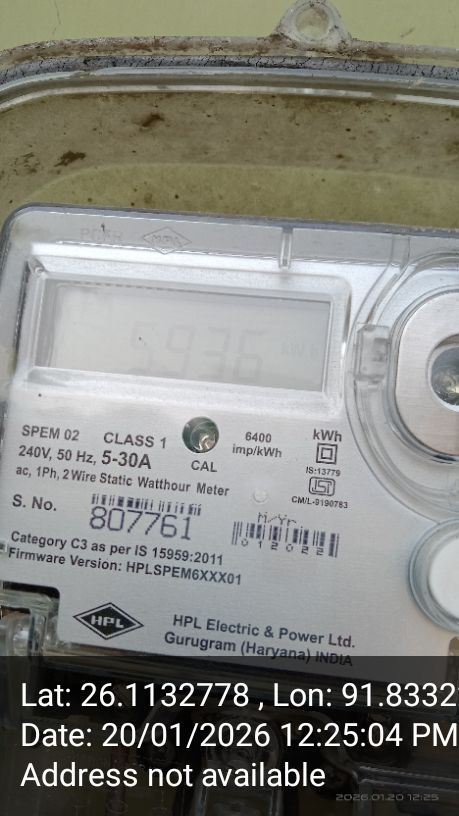 5936 kWh
SPEM 02 CLASS 1
240V, 50 Hz, 5-30A
ac, 1Ph, 2 Wire Static Watthour Meter
CAL
6400
imp/kWh
kWh
IS:13779
ISI
CM/L-9190783
S. No.
807761
M/Yr
012022
Category C3 as per IS 15959:2011
Firmware Version: HPLSPEM6XXX01
HPL
HPL Electric & Power Ltd.
Gurugram (Haryana) INDIA
Lat: 26.1132778 , Lon: 91.8332
Date: 20/01/2026 12:25:04 PM
Address not available
2026.01.20 12:25